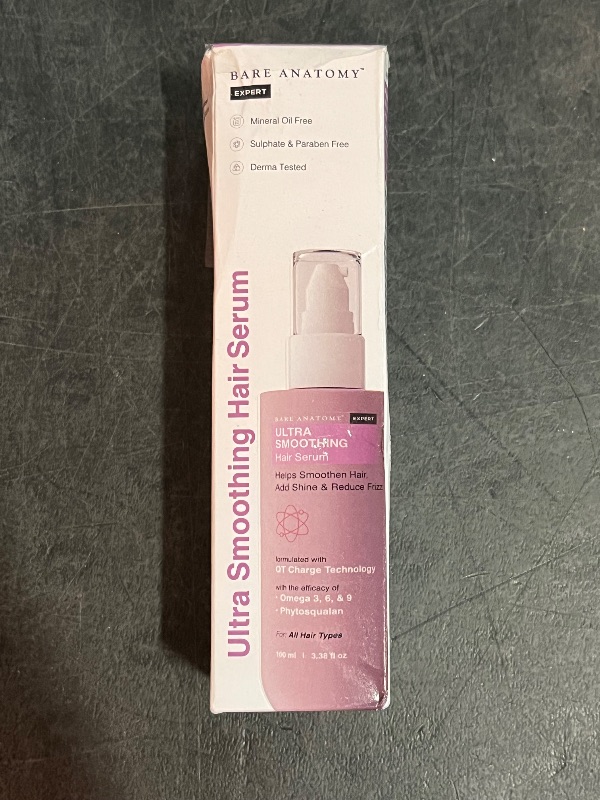 BARE ANATOMY™
EXPERT
Mineral Oil Free
Sulphate & Paraben Free
Derma Tested
Ultra Smoothing Hair Serum
BARE ANATOMY™ EXPERT
ULTRA
SMOOTHING
Hair Serum
Helps Smoothen Hair,
Add Shine & Reduce Frizz
formulated with
QT Charge Technology
with the efficacy of
· Omega 3, 6, & 9
· Phytosqualan
For All Hair Types
100 ml | 3.38 fl oz